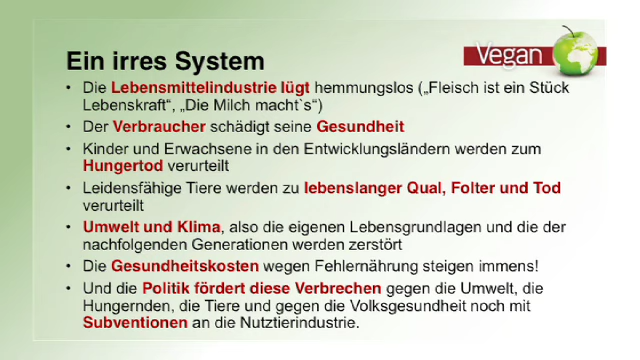 Ein irres System
Vegan
• Die Lebensmittelindustrie lügt hemmungslos („Fleisch ist ein Stück
Lebenskraft“, „Die Milch macht`s“)
• Der Verbraucher schädigt seine Gesundheit
• Kinder und Erwachsene in den Entwicklungsländern werden zum
Hungertod verurteilt
• Leidensfähige Tiere werden zu lebenslanger Qual, Folter und Tod
verurteilt
• Umwelt und Klima, also die eigenen Lebensgrundlagen und die der
nachfolgenden Generationen werden zerstört
• Die Gesundheitskosten wegen Fehlernährung steigen immens!
• Und die Politik fördert diese Verbrechen gegen die Umwelt, die
Hungernden, die Tiere und gegen die Volksgesundheit noch mit
Subventionen an die Nutztierindustrie.